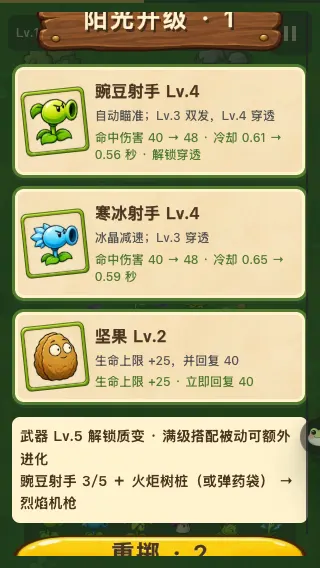 阳光升级 · 1
Lv.1
豌豆射手 Lv.4
自动瞄准；Lv.3 双发，Lv.4 穿透
命中伤害 40 → 48 · 冷却 0.61 →
0.56 秒 · 解锁穿透
寒冰射手 Lv.4
冰晶减速；Lv.3 穿透
命中伤害 40 → 48 · 冷却 0.65 →
0.59 秒
坚果 Lv.2
生命上限 +25，并回复 40
生命上限 +25 · 立即回复 40
武器 Lv.5 解锁质变 · 满级搭配被动可额外
进化
豌豆射手 3/5 + 火炬树桩（或弹药袋） →
烈焰机枪
重掷 · 2